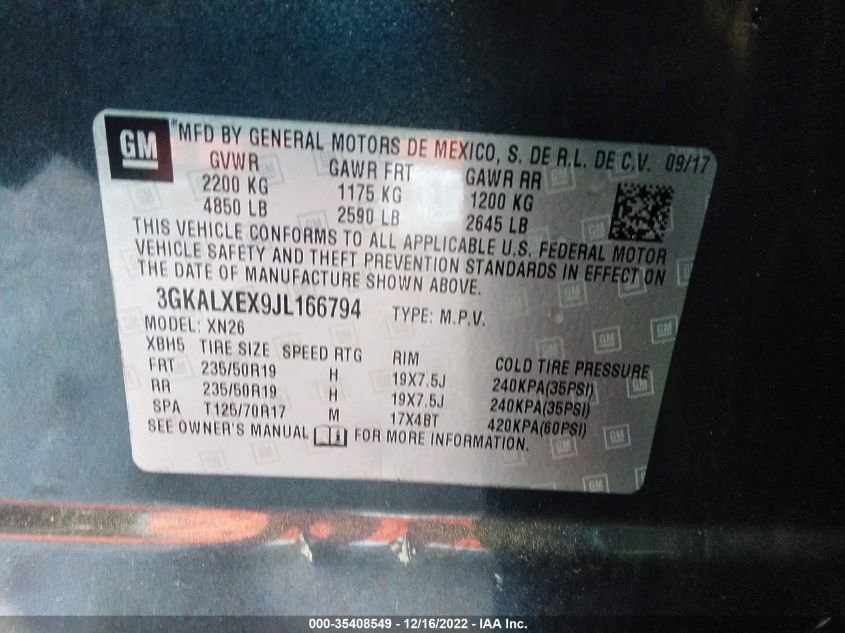 GM MFD BY GENERAL MOTORS DE MEXICO, S. DE R.L. DE C.V. 09/17
GVWR GAWR FRT GAWR RR
2200 KG 1175 KG 1200 KG
4850 LB 2590 LB 2645 LB
THIS VEHICLE CONFORMS TO ALL APPLICABLE U.S. FEDERAL MOTOR
VEHICLE SAFETY AND THEFT PREVENTION STANDARDS IN EFFECT ON
THE DATE OF MANUFACTURE SHOWN ABOVE.
3GKALXEX9JL166794 TYPE: M.P.V.
MODEL: XN26
XBH5 TIRE SIZE SPEED RTG RIM COLD TIRE PRESSURE
FRT 235/50R19 H 19X7.5J 240KPA(35PSI)
RR 235/50R19 H 19X7.5J 240KPA(35PSI)
SPA T125/70R17 M 17X4BT 420KPA(60PSI)
SEE OWNER'S MANUAL FOR MORE INFORMATION.
000-35408549 - 12/16/2022 - IAA Inc.